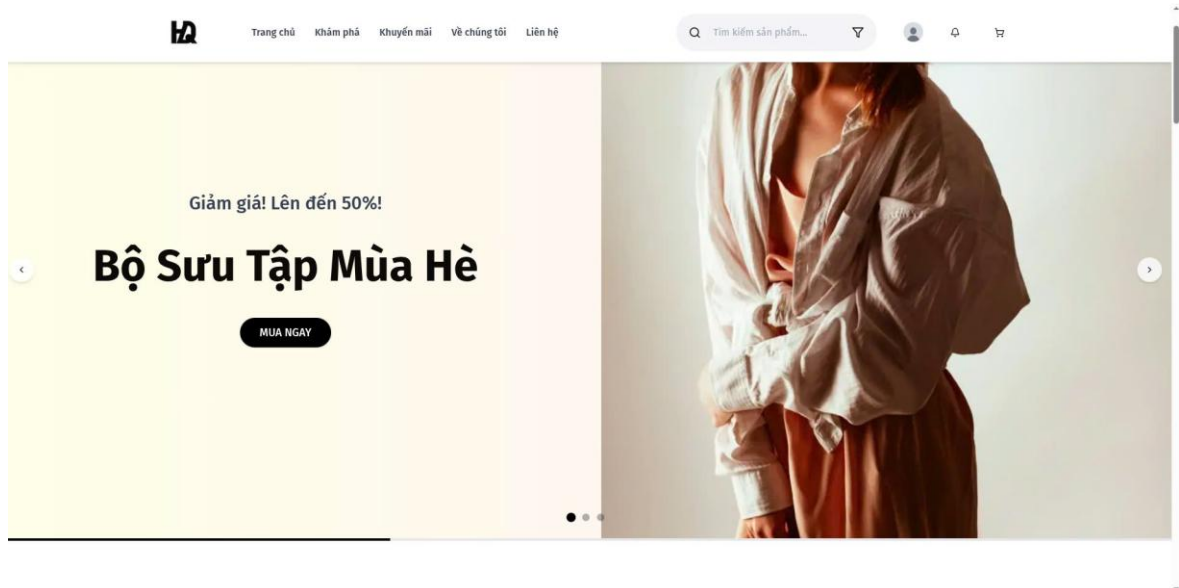 HQ
Trang chủ Khám phá Khuyến mãi Về chúng tôi Liên hệ
Tìm kiếm sản phẩm...
Giảm giá! Lên đến 50%!
Bộ Sưu Tập Mùa Hè
MUA NGAY